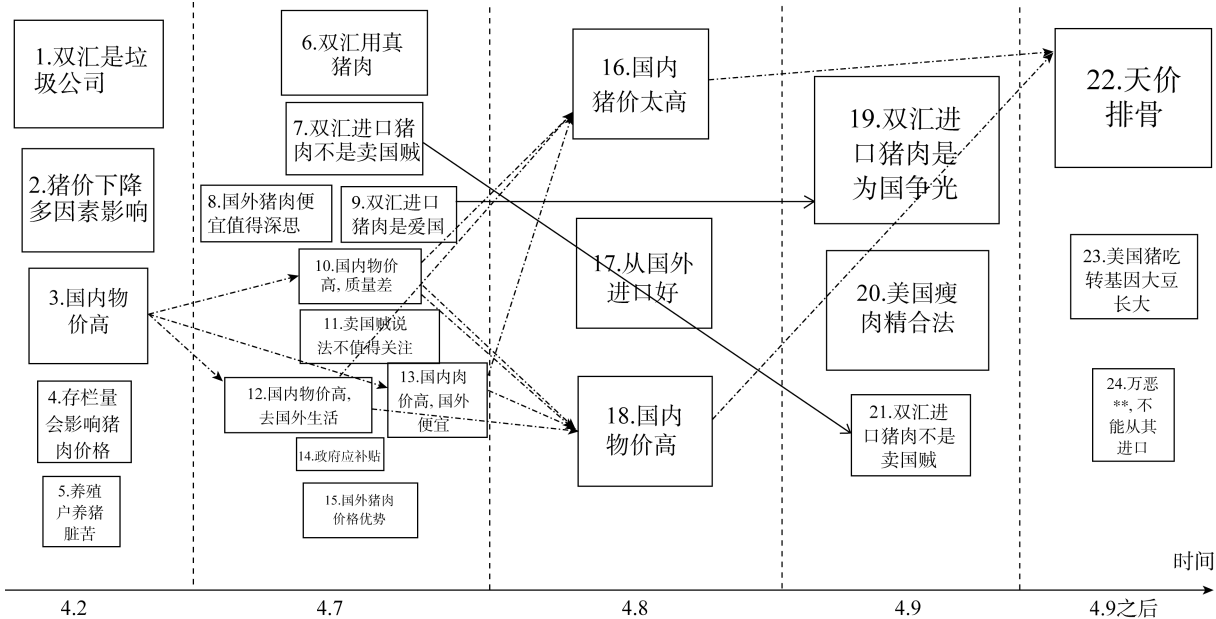 1.双汇是垃
圾公司
2.猪价下降
多因素影响
3.国内物
价高
4.存栏量
会影响猪
肉价格
5.养殖
户养猪
脏苦
6.双汇用真
猪肉
7.双汇进口猪
肉不是卖国贼
8.国外猪肉便
宜值得深思
9.双汇进口
猪肉是爱国
10.国内物价
高, 质量差
11.卖国贼说
法不值得关注
12.国内物价高,
去国外生活
13.国内肉
价高, 国外
便宜
14.政府应补贴
15.国外猪肉
价格优势
16.国内
猪价太高
17.从国外
进口好
18.国内
物价高
19.双汇进
口猪肉是
为国争光
20.美国瘦
肉精合法
21.双汇进
口猪肉不是
卖国贼
22.天价
排骨
23.美国猪吃
转基因大豆
长大
24.万恶
**, 不
能从其
进口
时间
4.2
4.7
4.8
4.9
4.9之后